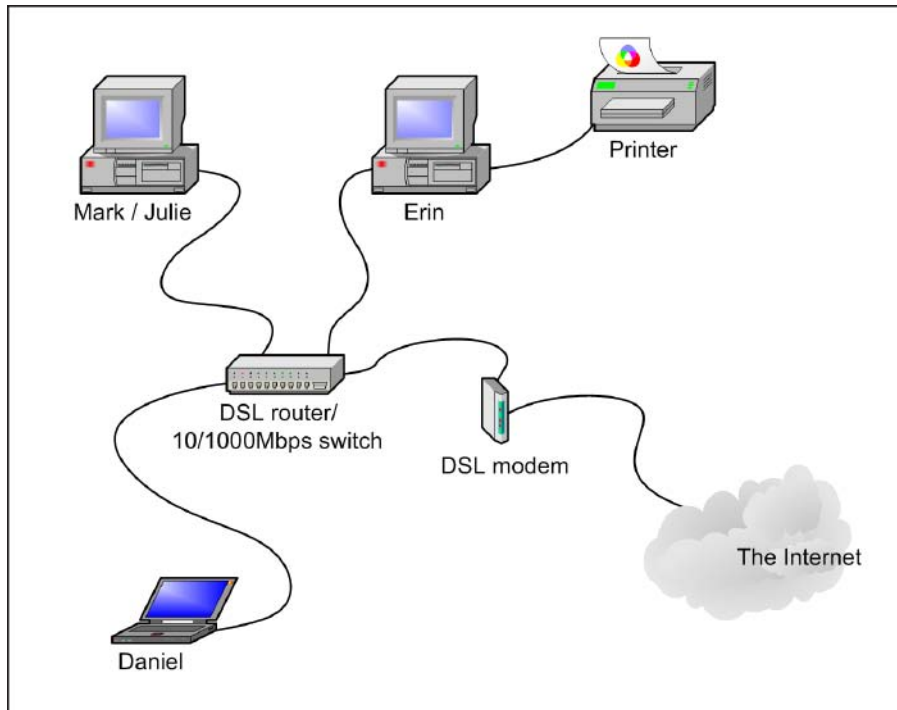 Printer
Mark / Julie
Erin
DSL router/
10/1000Mbps switch
DSL modem
The Internet
Daniel